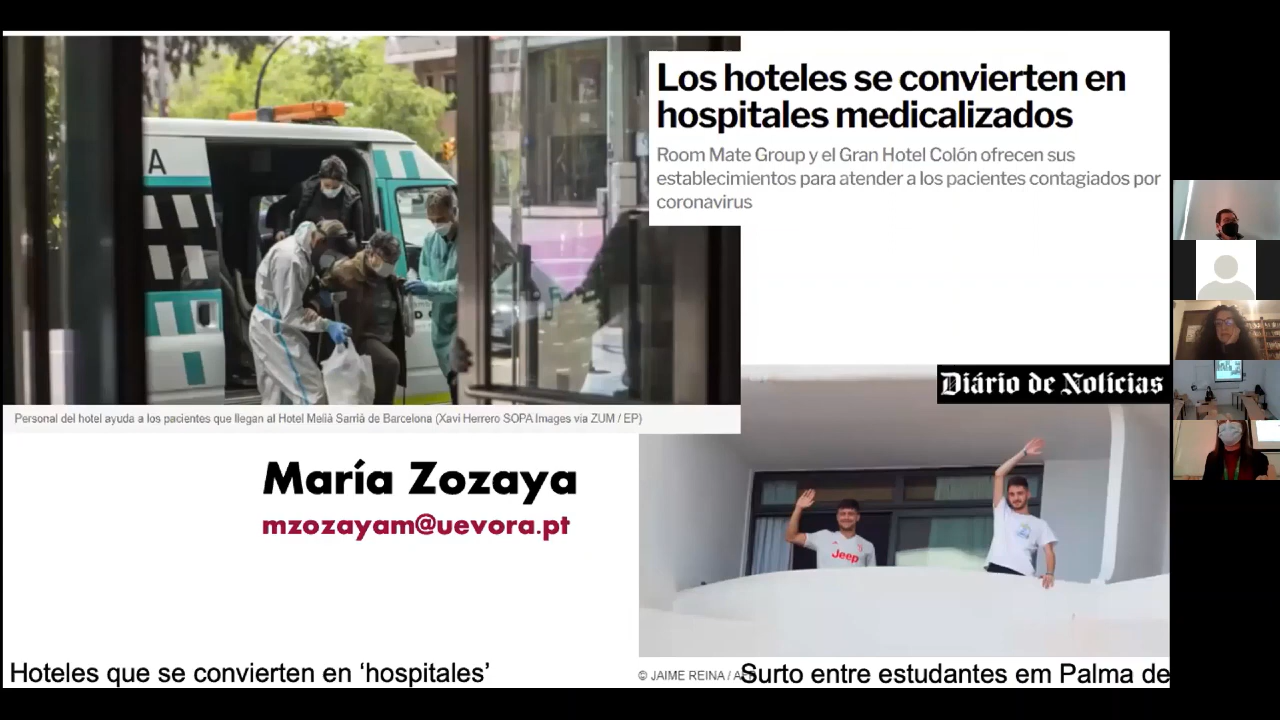 Los hoteles se convierten en
hospitales medicalizados
Room Mate Group y el Gran Hotel Colón ofrecen sus
establecimientos para atender a los pacientes contagiados por
coronavirus
A
Personal del hotel ayuda a los pacientes que llegan al Hotel Melià Sarrià de Barcelona (Xavi Herrero SOPA Images via ZUM / EP)
Diário de Notícias
María Zozaya
mzozayam@uevora.pt
Jeep
Hoteles que se convierten en ‘hospitales’
© JAIME REINA /
Surto entre estudantes em Palma de